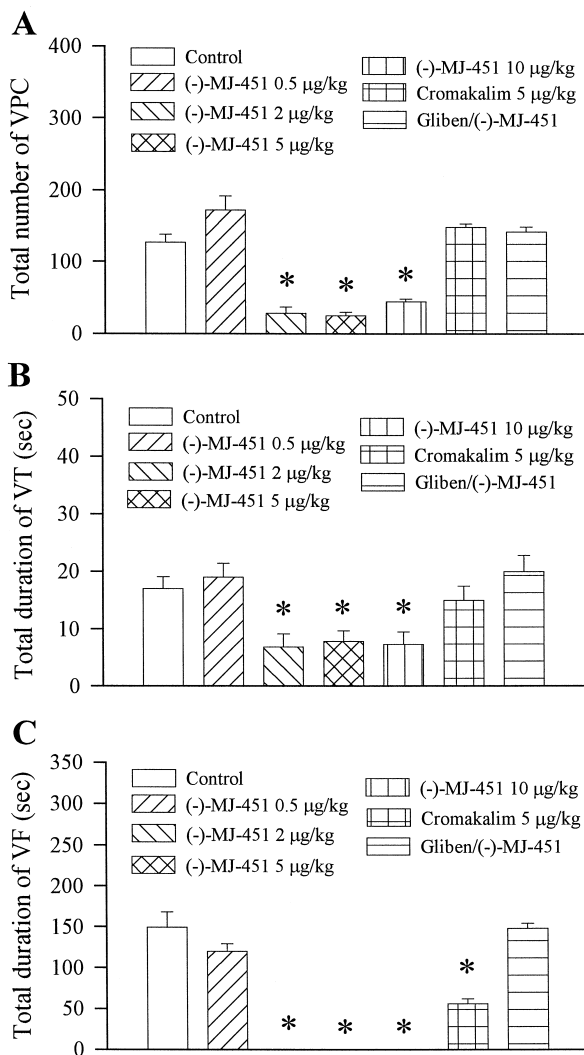 A
Total number of VPC
400
300
200
100
0
Control
(-)-MJ-451 0.5 µg/kg
(-)-MJ-451 2 µg/kg
(-)-MJ-451 5 µg/kg
(-)-MJ-451 10 µg/kg
Cromakalim 5 µg/kg
Gliben/(-)-MJ-451
* * *
B
Total duration of VT (sec)
50
40
30
20
10
0
Control
(-)-MJ-451 0.5 µg/kg
(-)-MJ-451 2 µg/kg
(-)-MJ-451 5 µg/kg
(-)-MJ-451 10 µg/kg
Cromakalim 5 µg/kg
Gliben/(-)-MJ-451
* * *
C
Total duration of VF (sec)
350
300
250
200
150
100
50
0
Control
(-)-MJ-451 0.5 µg/kg
(-)-MJ-451 2 µg/kg
(-)-MJ-451 5 µg/kg
(-)-MJ-451 10 µg/kg
Cromakalim 5 µg/kg
Gliben/(-)-MJ-451
* * * *